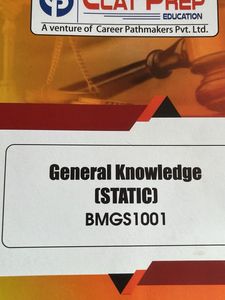 CLAT PREP
EDUCATION
A venture of Career Pathmakers Pvt. Ltd.
General Knowledge
(STATIC)
BMGS1001